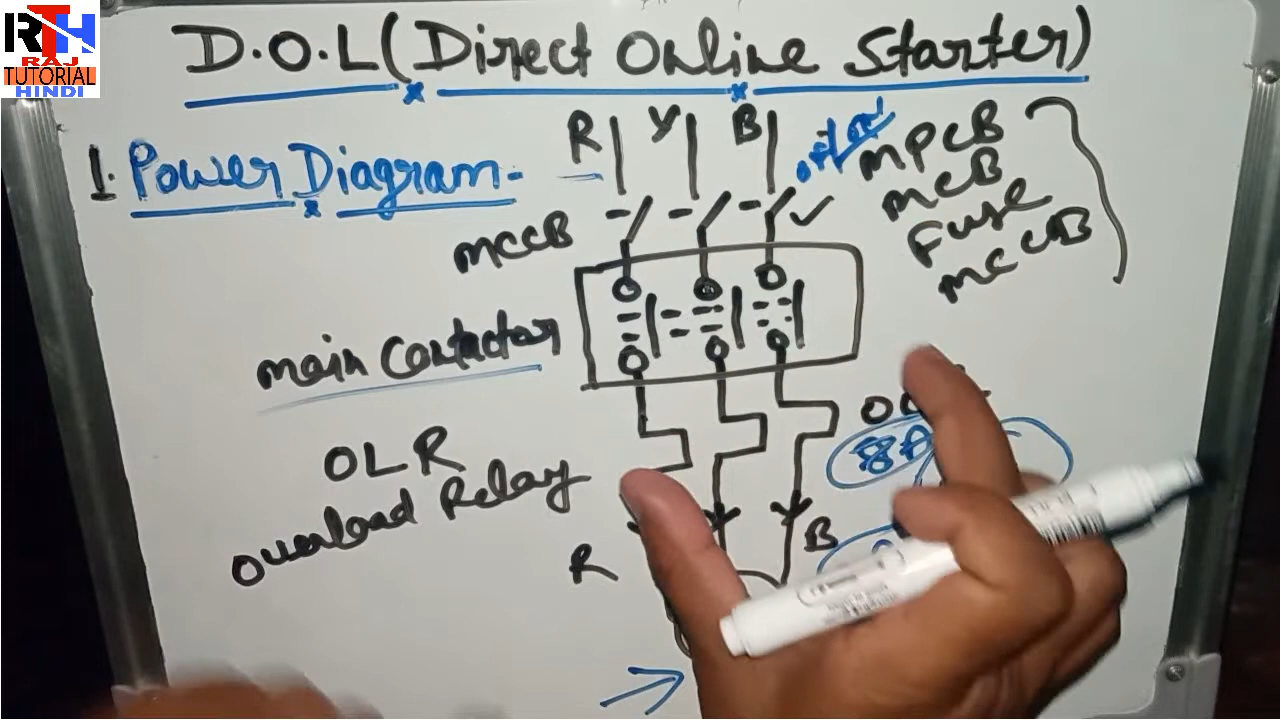 RTH
RAJ
TUTORIAL
HINDI
D.O.L (Direct Online Starter)
1. Power Diagram-
R Y B
MPCB
MCB
Fuse
MCCB
MCCB
main Contactor
OLR
overload Relay
58A
R
B